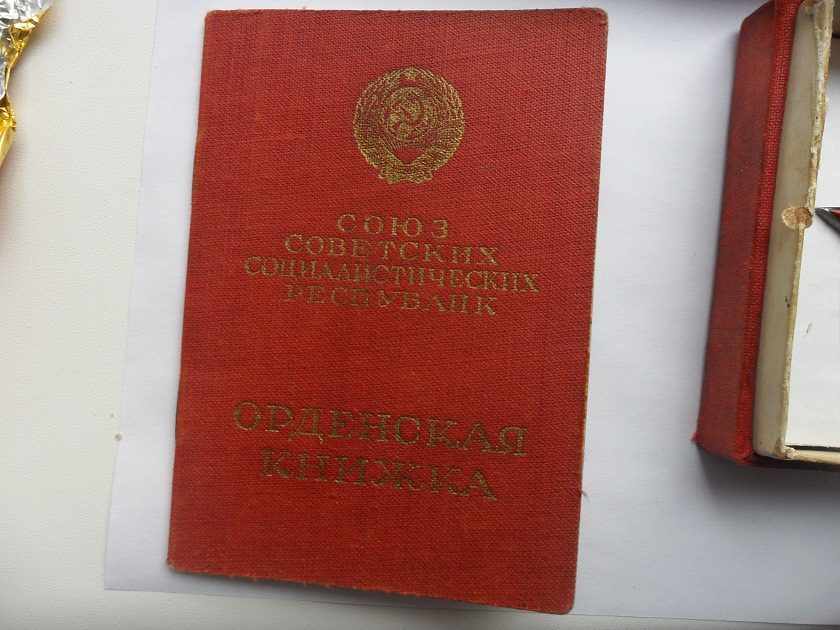 СОЮЗ
СОВЕТСКИХ
СОЦИАЛИСТИЧЕСКИХ
РЕСПУБЛИК
ОРДЕНСКАЯ
КНИЖКА